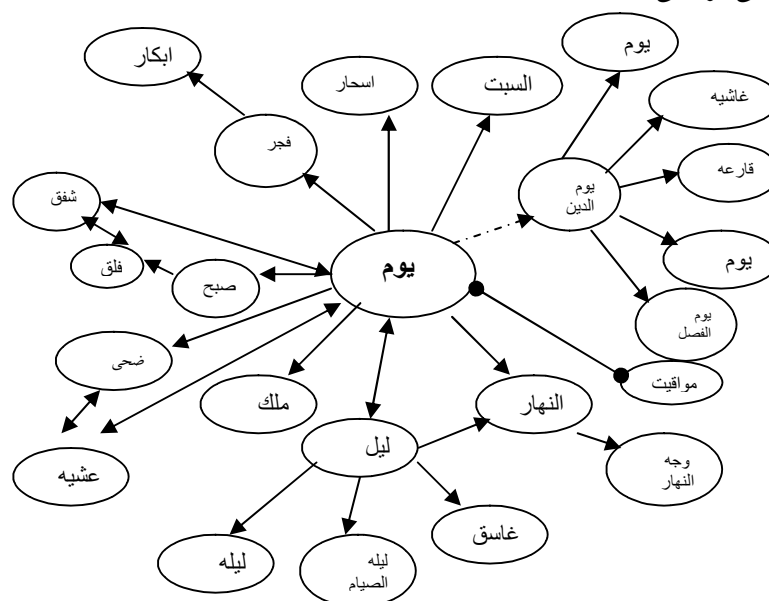 يوم
ابكار
السبت
اسحار
غاشيه
فجر
قارعه
يوم
الدين
شفق
يوم
يوم
فلق
صبح
يوم
الفصل
ضحى
مواقيت
ملك
النهار
ليل
وجه
النهار
عشيه
غاسق
ليله
ليله
الصيام